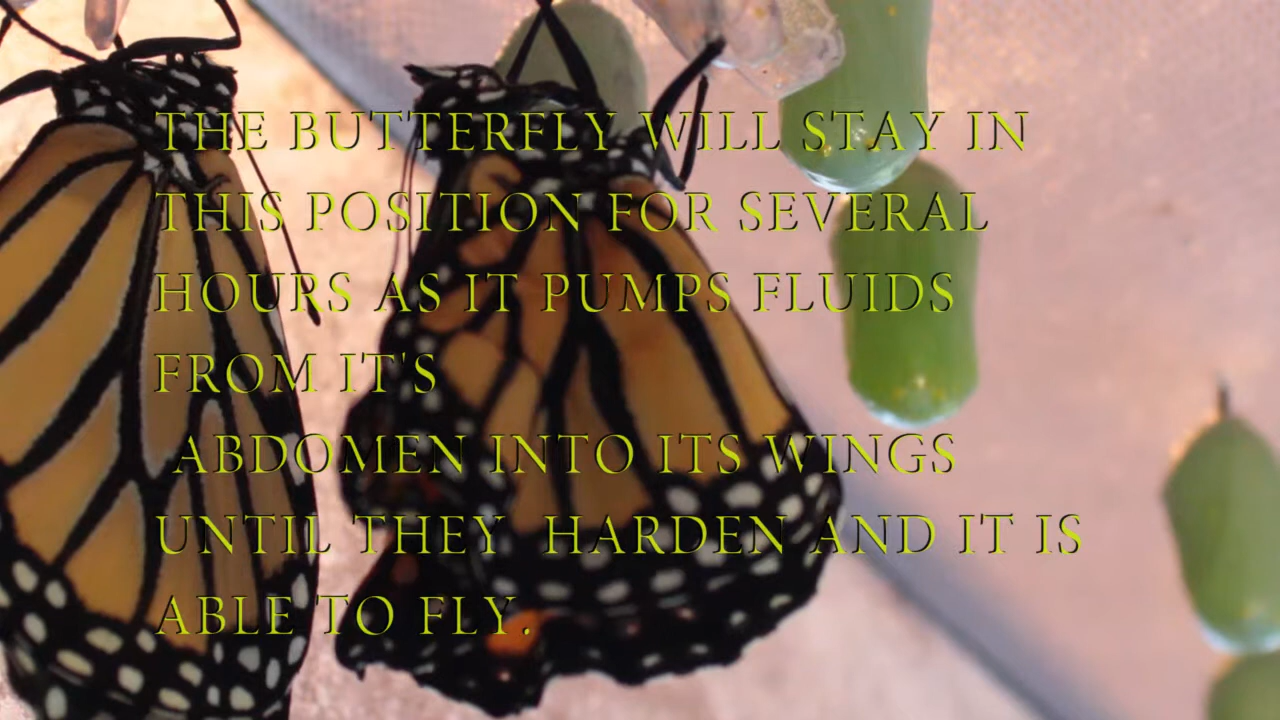 THE BUTTERFLY WILL STAY IN
THIS POSITION FOR SEVERAL
HOURS AS IT PUMPS FLUIDS
FROM IT'S
ABDOMEN INTO ITS WINGS
UNTIL THEY HARDEN AND IT IS
ABLE TO FLY.